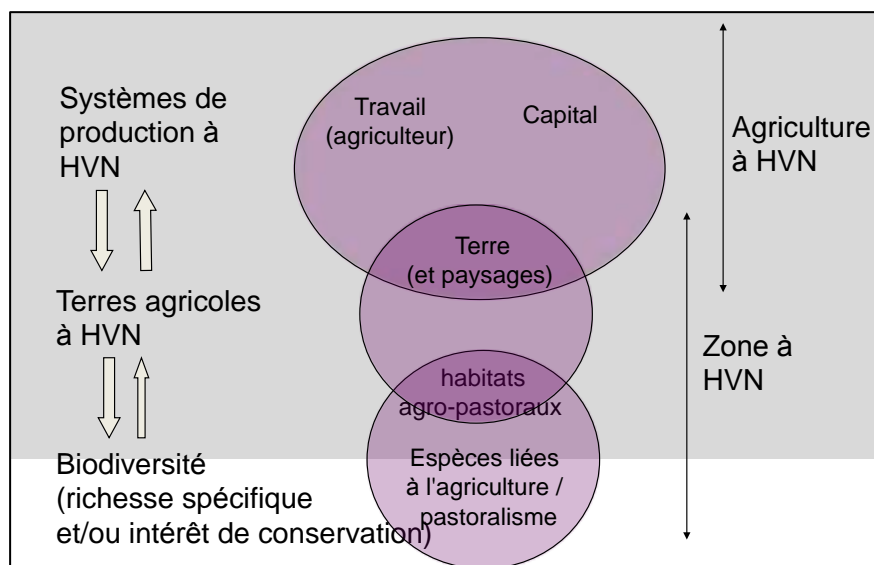 Systèmes de
production à
HVN
Terres agricoles
à HVN
Biodiversité
(richesse spécifique
et/ou intérêt de conservation)
Travail
(agriculteur)
Capital
Terre
(et paysages)
habitats
agro-pastoraux
Espèces liées
à l'agriculture /
pastoralisme
Agriculture
à HVN
Zone à
HVN